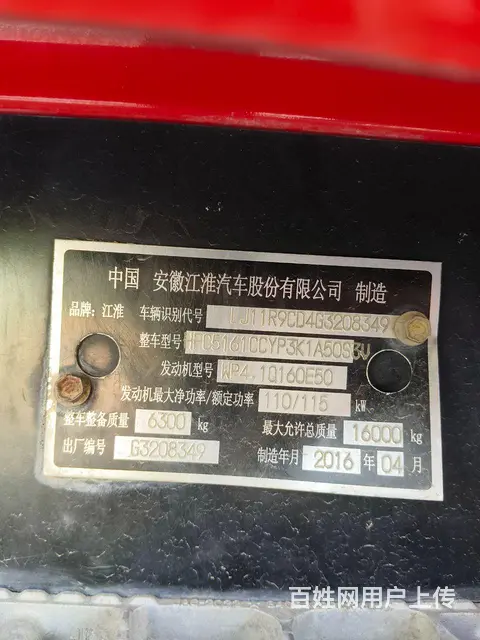 中国 安徽江淮汽车股份有限公司 制造
品牌: 江淮 车辆识别代号 LJ11R9CD4G3208349
整车型号 HFC5161CCYP3K1A50S3V
发动机型号 WP4.1Q160E50
发动机最大净功率/额定功率 110/115 kW
整车整备质量 6300 kg 最大允许总质量 16000 kg
出厂编号 G3208349 制造年月 2016 年 04 月
百姓网用户上传